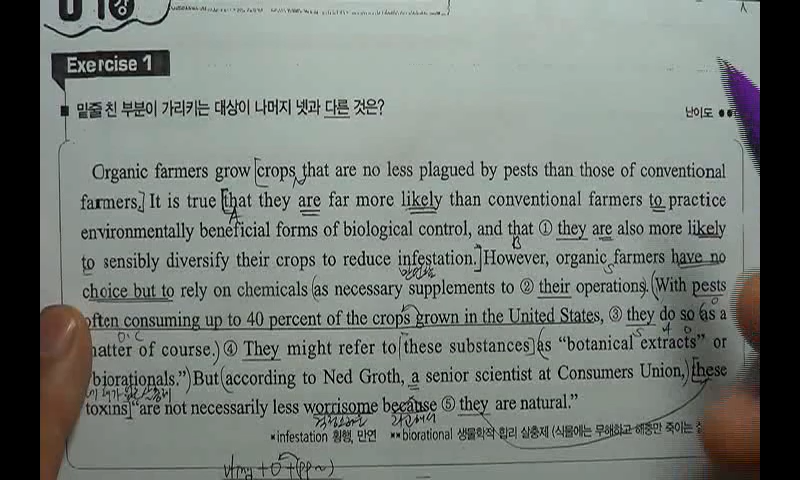 01강
Exercise 1
■ 밑줄 친 부분이 가리키는 대상이 나머지 넷과 다른 것은?
난이도 ●●
Organic farmers grow crops that are no less plagued by pests than those of conventional
farmers. It is true that they are far more likely than conventional farmers to practice
A
environmentally beneficial forms of biological control, and that ① they are also more likely
B
to sensibly diversify their crops to reduce infestation. However, organic farmers have no
S
choice but to rely on chemicals (as necessary supplements to ② their operations). (With pests
often consuming up to 40 percent of the crops grown in the United States, ③ they do so (as a
matter of course.) ④ They might refer to these substances (as "botanical extracts" or
"biorationals.") But (according to Ned Groth, a senior scientist at Consumers Union,) these
toxins "are not necessarily less worrisome because ⑤ they are natural."
*infestation 횡행, 만연 **biorational 생물학적 합리 살충제 (식물에는 무해하고 해충만 죽이는